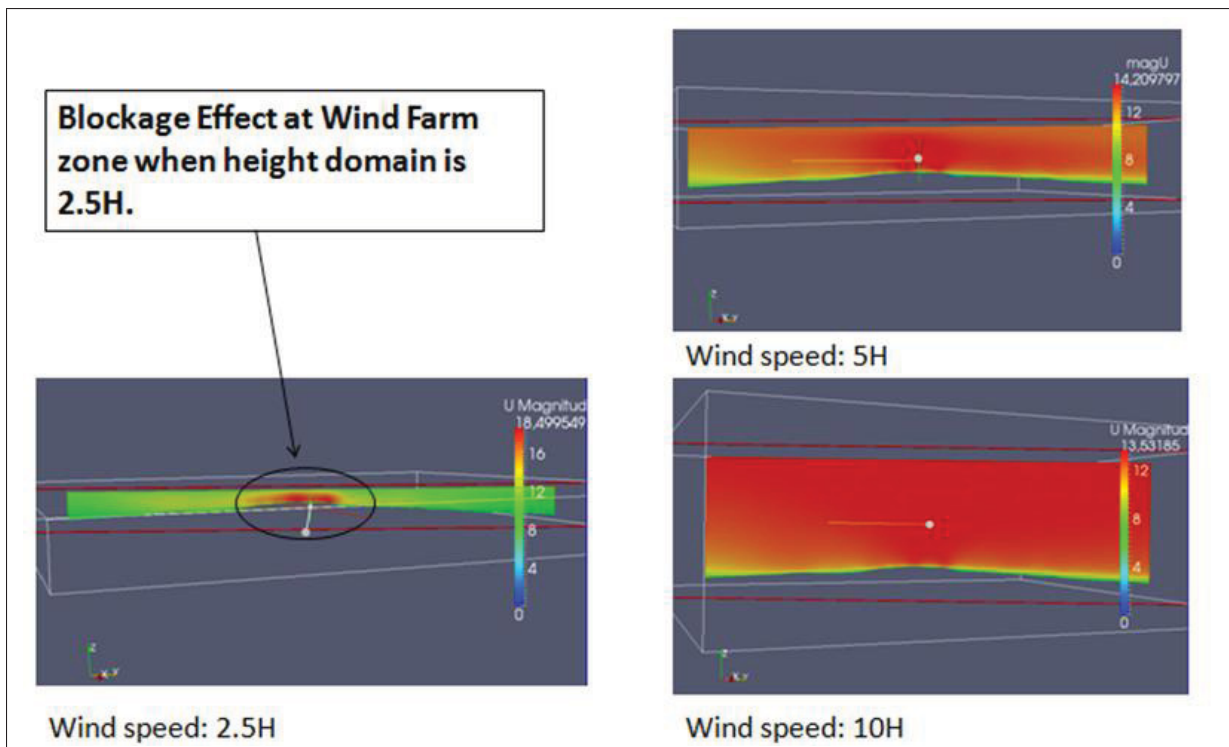 Blockage Effect at Wind Farm
zone when height domain is
2.5H.
magU
14,209797
12
8
4
0
z
x y
Wind speed: 5H
U Magnitud
18,499549
16
12
8
4
0
z
x y
Wind speed: 2.5H
U Magnitud
13,53185
12
8
4
0
z
x y
Wind speed: 10H